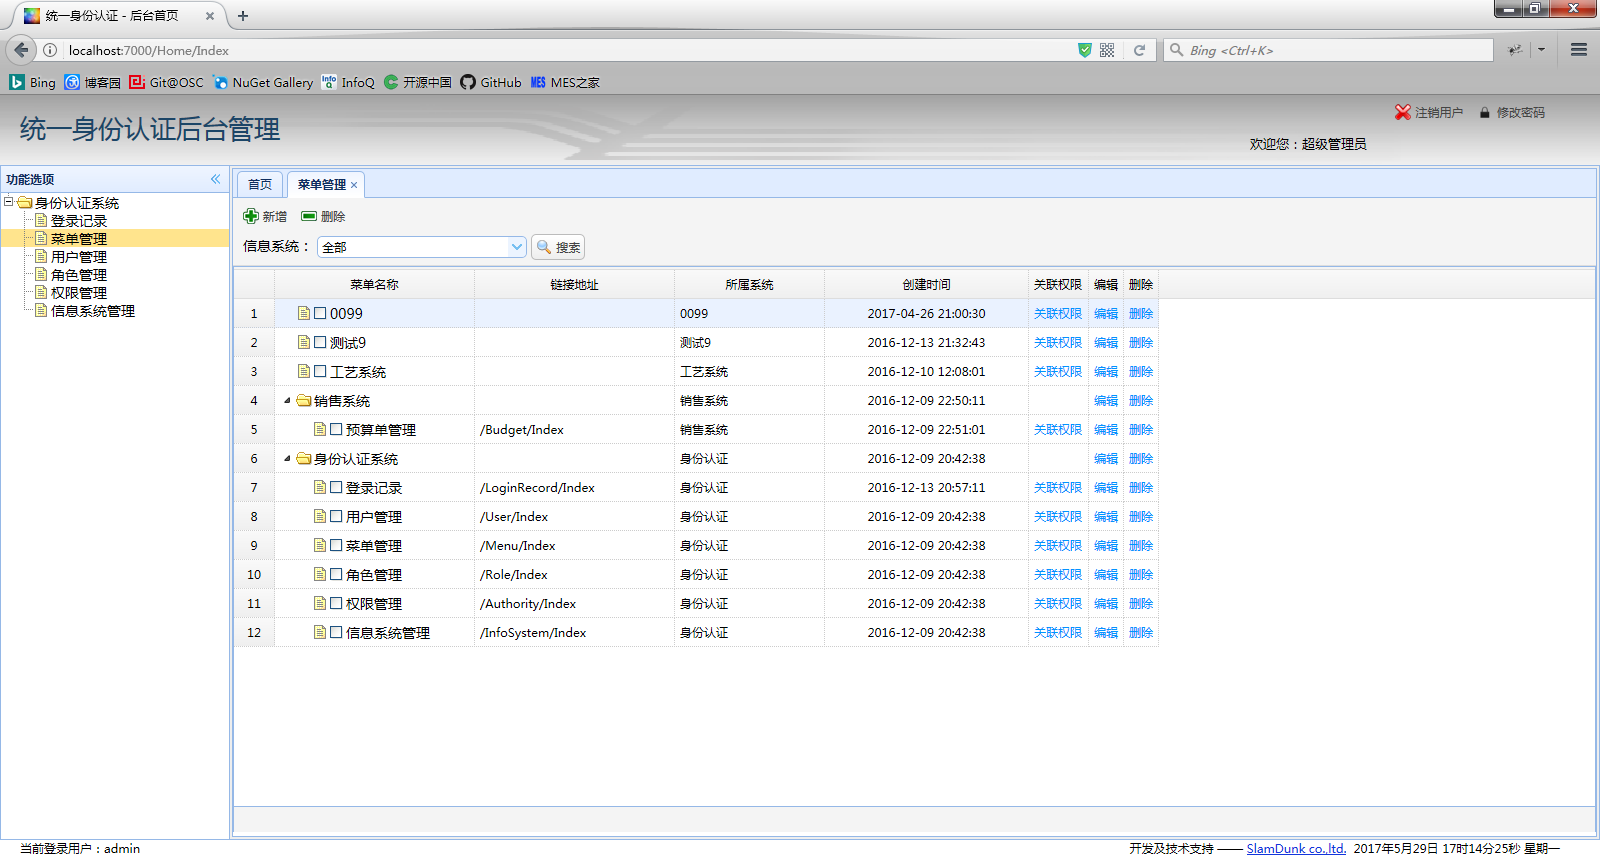 统一身份认证 - 后台首页
localhost:7000/Home/Index
Bing <Ctrl+K>
Bing 博客园 Git@OSC NuGet Gallery InfoQ 开源中国 GitHub MES MES之家
统一身份认证后台管理
注销用户 修改密码
欢迎您：超级管理员
功能选项
身份认证系统
登录记录
菜单管理
用户管理
角色管理
权限管理
信息系统管理
首页 菜单管理
新增 删除
信息系统： 全部 搜索
菜单名称 链接地址 所属系统 创建时间 关联权限 编辑 删除
1 0099 0099 2017-04-26 21:00:30 关联权限 编辑 删除
2 测试9 测试9 2016-12-13 21:32:43 关联权限 编辑 删除
3 工艺系统 工艺系统 2016-12-10 12:08:01 关联权限 编辑 删除
4 销售系统 销售系统 2016-12-09 22:50:11 编辑 删除
5 预算单管理 /Budget/Index 销售系统 2016-12-09 22:51:01 关联权限 编辑 删除
6 身份认证系统 身份认证 2016-12-09 20:42:38 编辑 删除
7 登录记录 /LoginRecord/Index 身份认证 2016-12-13 20:57:11 关联权限 编辑 删除
8 用户管理 /User/Index 身份认证 2016-12-09 20:42:38 关联权限 编辑 删除
9 菜单管理 /Menu/Index 身份认证 2016-12-09 20:42:38 关联权限 编辑 删除
10 角色管理 /Role/Index 身份认证 2016-12-09 20:42:38 关联权限 编辑 删除
11 权限管理 /Authority/Index 身份认证 2016-12-09 20:42:38 关联权限 编辑 删除
12 信息系统管理 /InfoSystem/Index 身份认证 2016-12-09 20:42:38 关联权限 编辑 删除
当前登录用户：admin
开发及技术支持 —— SlamDunk co.,ltd. 2017年5月29日 17时14分25秒 星期一